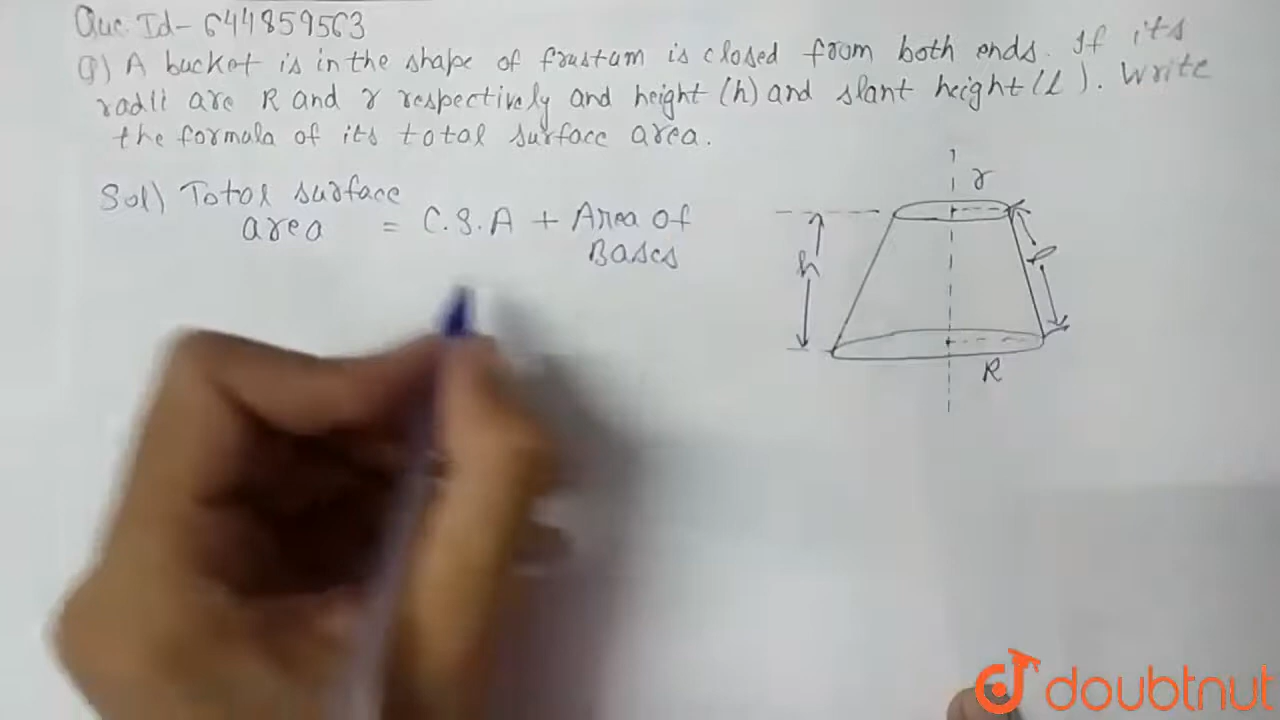 Que. Id- 644859563
Q) A bucket is in the shape of frustum is closed from both ends. If its
radii are R and r respectively and height (h) and slant height (l). Write
the formula of its total surface area.
Sol) Total surface
area = C.S.A + Area of
Bases
r
h
l
R
doubtnut